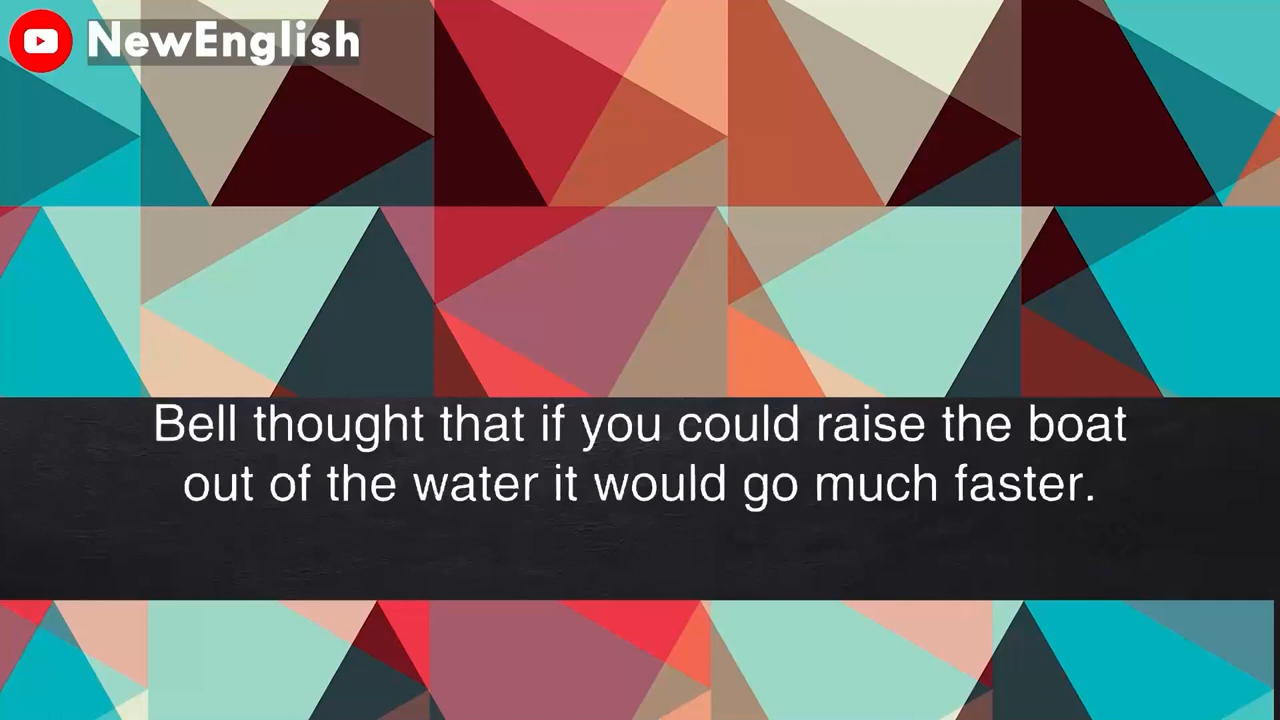 NewEnglish
Bell thought that if you could raise the boat
out of the water it would go much faster.